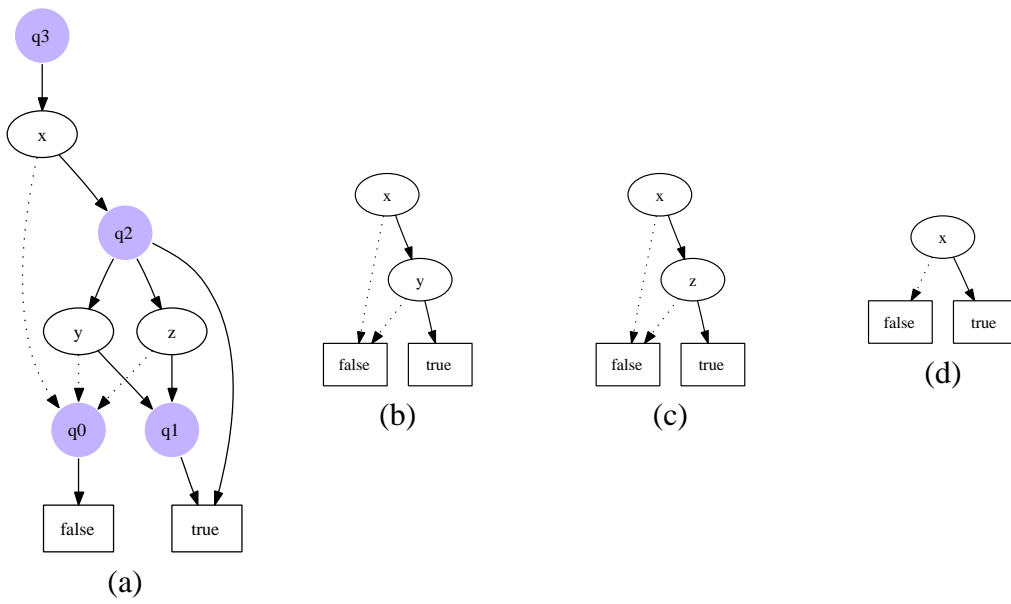 q3
x
q2
y
z
q0
q1
false
true
(a)
x
y
false
true
(b)
x
z
false
true
(c)
x
false
true
(d)